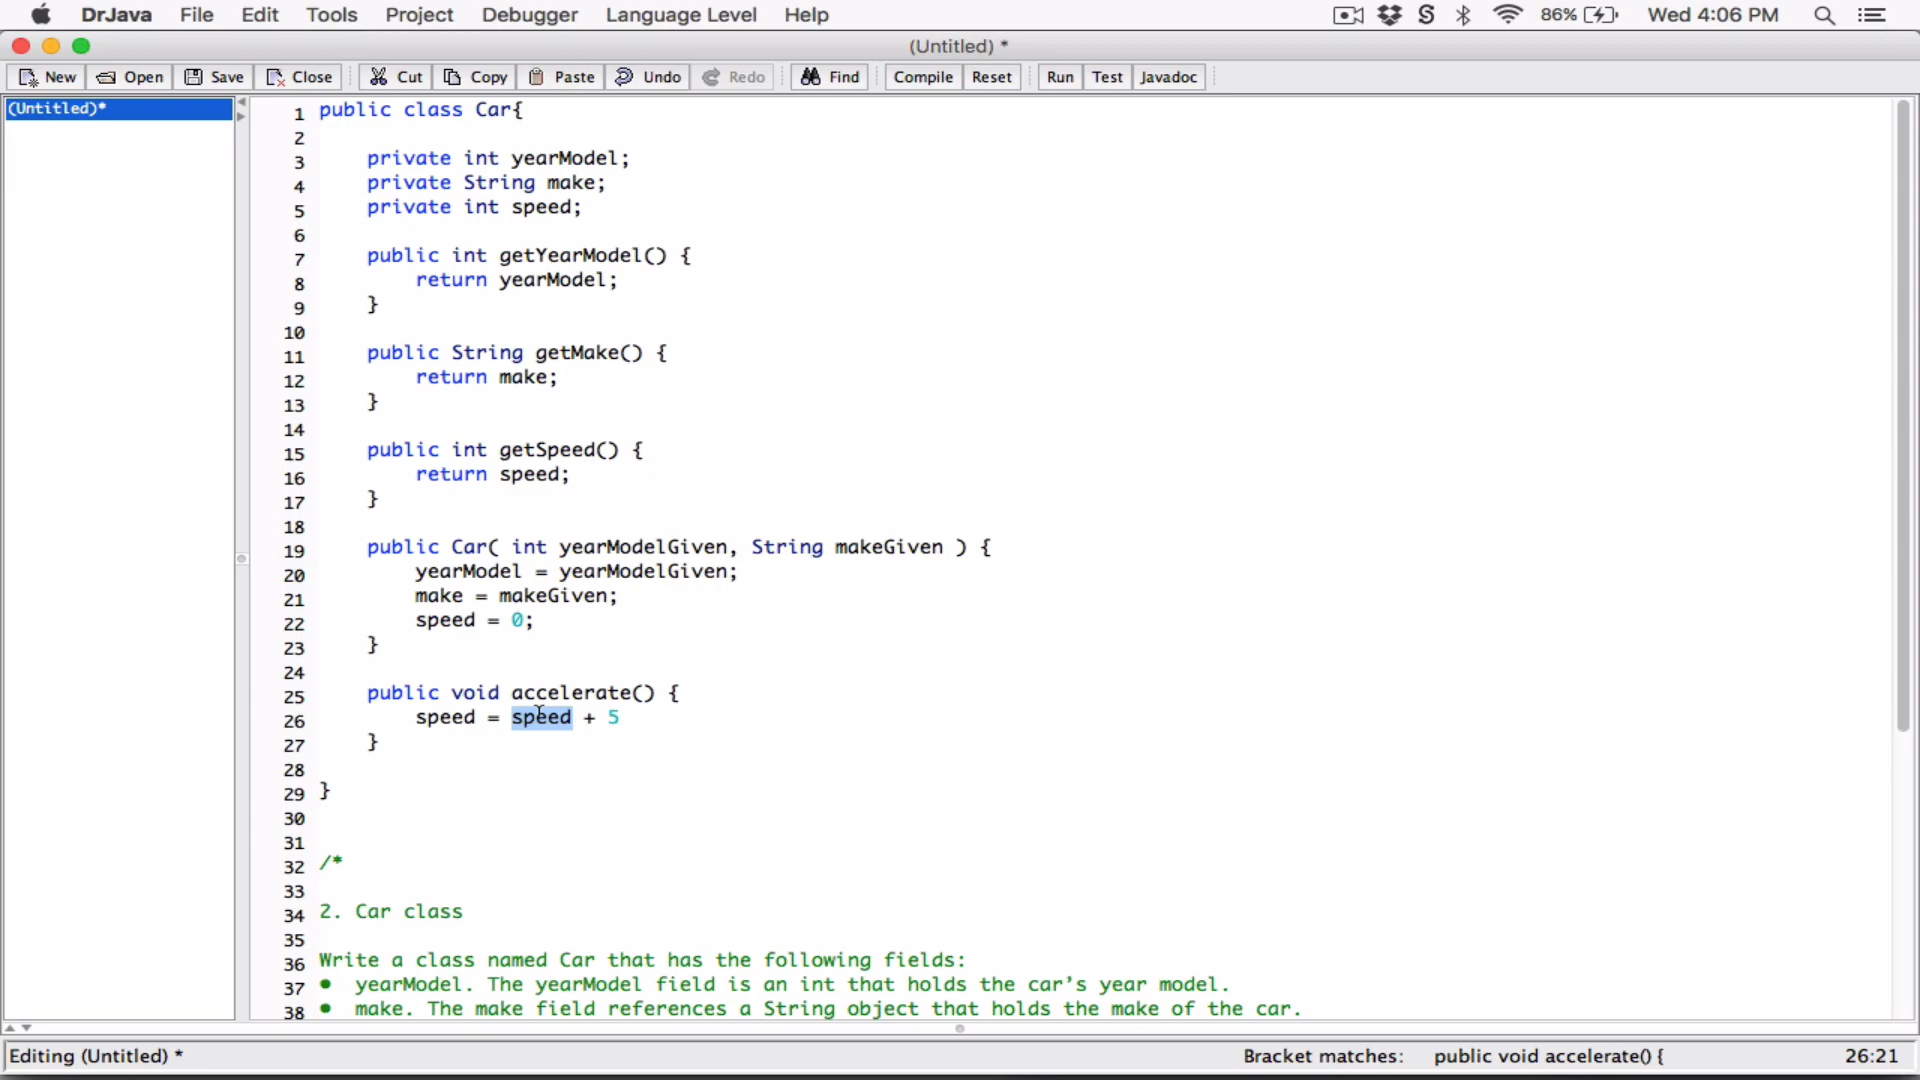 DrJava File Edit Tools Project Debugger Language Level Help 86% Wed 4:06 PM
(Untitled) *
New Open Save Close Cut Copy Paste Undo Redo Find Compile Reset Run Test Javadoc
(Untitled)*
1 public class Car{
2
3 private int yearModel;
4 private String make;
5 private int speed;
6
7 public int getYearModel() {
8 return yearModel;
9 }
10
11 public String getMake() {
12 return make;
13 }
14
15 public int getSpeed() {
16 return speed;
17 }
18
19 public Car( int yearModelGiven, String makeGiven ) {
20 yearModel = yearModelGiven;
21 make = makeGiven;
22 speed = 0;
23 }
24
25 public void accelerate() {
26 speed = speed + 5
27 }
28
29 }
30
31
32 /*
33
34 2. Car class
35
36 Write a class named Car that has the following fields:
37 • yearModel. The yearModel field is an int that holds the car’s year model.
38 • make. The make field references a String object that holds the make of the car.
Editing (Untitled) * Bracket matches: public void accelerate() { 26:21